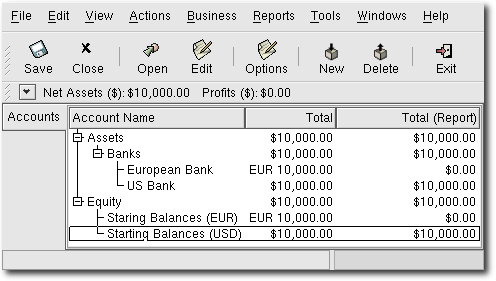 File Edit View Actions Business Reports Tools Windows Help
Save Close Open Edit Options New Delete Exit
Net Assets ($): $10,000.00 Profits ($): $0.00
Accounts
Account Name Total Total (Report)
Assets $10,000.00 $10,000.00
Banks $10,000.00 $10,000.00
European Bank EUR 10,000.00 $0.00
US Bank $10,000.00 $10,000.00
Equity $10,000.00 $10,000.00
Staring Balances (EUR) EUR 10,000.00 $0.00
Starting Balances (USD) $10,000.00 $10,000.00